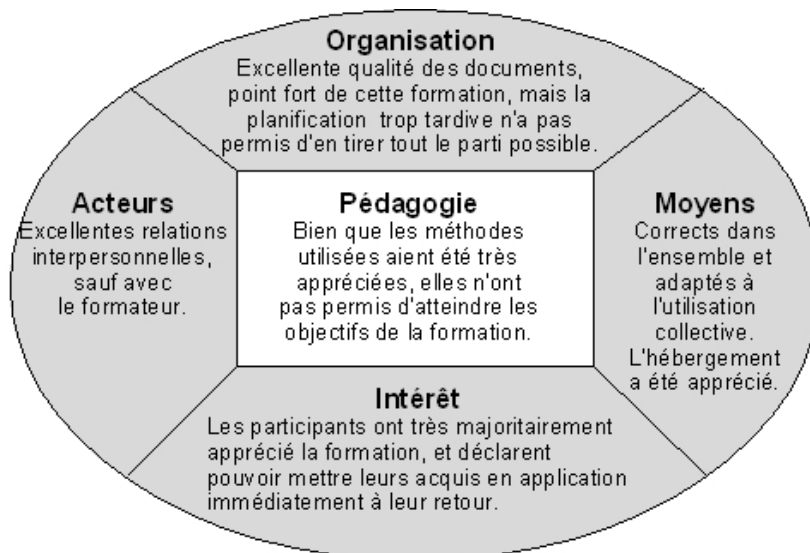 Organisation
Excellente qualité des documents,
point fort de cette formation, mais la
planification trop tardive n'a pas
permis d'en tirer tout le parti possible.
Acteurs
Excellentes relations
interpersonnelles,
sauf avec
le formateur.
Pédagogie
Bien que les méthodes
utilisées aient été très
appréciées, elles n'ont
pas permis d'atteindre les
objectifs de la formation.
Moyens
Corrects dans
l'ensemble et
adaptés à
l'utilisation
collective.
L'hébergement
a été apprécié.
Intérêt
Les participants ont très majoritairement
apprécié la formation, et déclarent
pouvoir mettre leurs acquis en application
immédiatement à leur retour.